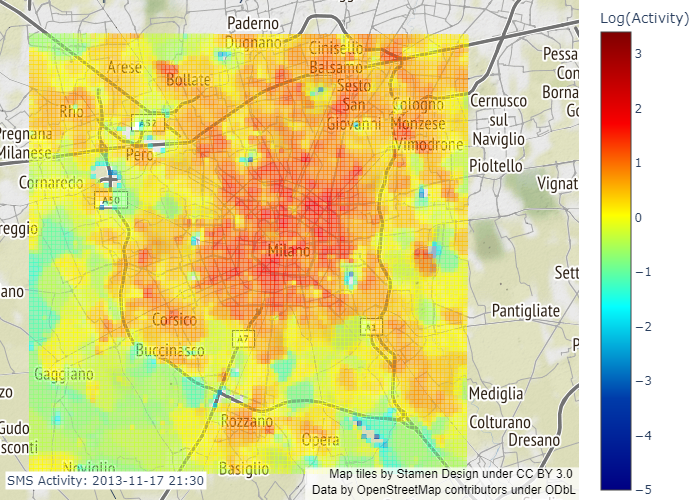 Paderno
Dugnano
Cinisello
Balsamo
Arese
Bollate
Sesto
San
Giovanni
Rho
A52
Cologno
Monzese
Vimodrone
Pessa
Con
Borna
Go
Cernusco
sul
Naviglio
Pregnana
Milanese
Pero
Pioltello
Cornaredo
A50
Vignat
reggio
Milano
Sett
ano
Corsico
A7
A1
Pantigliate
Buccinasco
P
Gaggiano
zo
Mediglia
Rozzano
Opera
Colturano
Dresano
Gudo
sconti
Noviglio
Basiglio
SMS Activity: 2013-11-17 21:30
Map tiles by Stamen Design under CC BY 3.0
Data by OpenStreetMap contributors under ODbL
Log(Activity)
3
2
1
0
−1
−2
−3
−4
−5